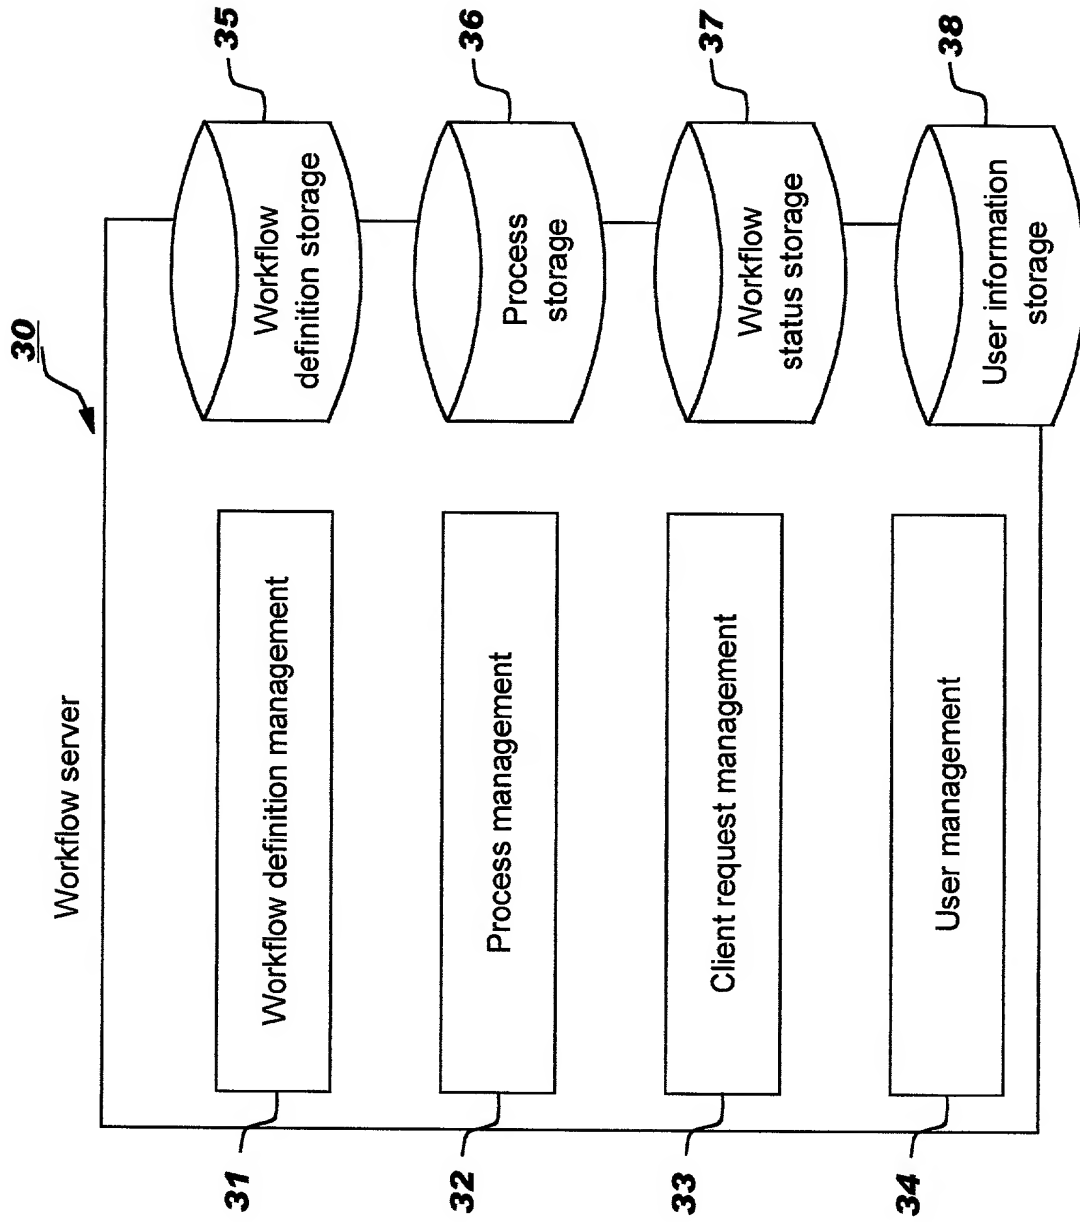 Workflow server
30
31
Workflow definition management
Workflow
definition storage
35
32
Process management
Process
storage
36
33
Client request management
Workflow
status storage
37
34
User management
User information
storage
38